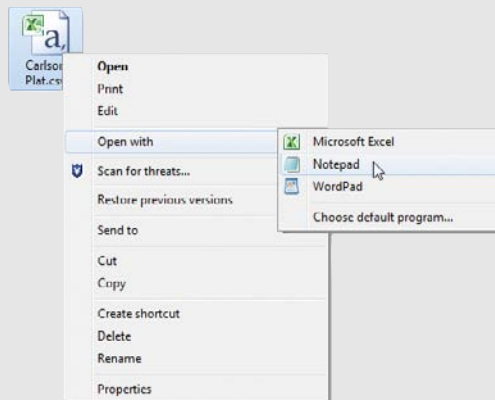 a,
Carlson
Plat.cs
Open
Print
Edit
Open with
Scan for threats...
Restore previous versions
Send to
Cut
Copy
Create shortcut
Delete
Rename
Properties
Microsoft Excel
Notepad
WordPad
Choose default program...